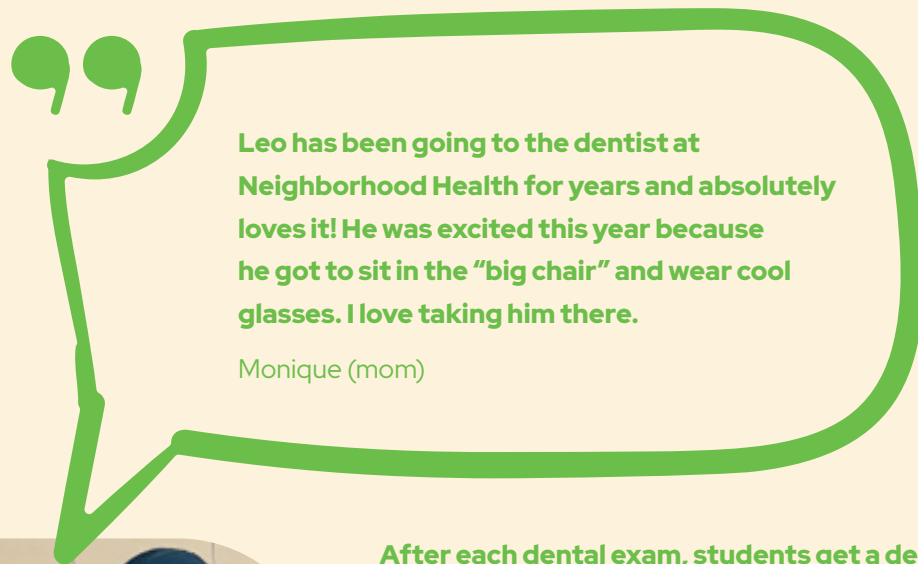 Leo has been going to the dentist at
Neighborhood Health for years and absolutely
loves it! He was excited this year because
he got to sit in the “big chair” and wear cool
glasses. I love taking him there.
Monique (mom)
After each dental exam, students get a